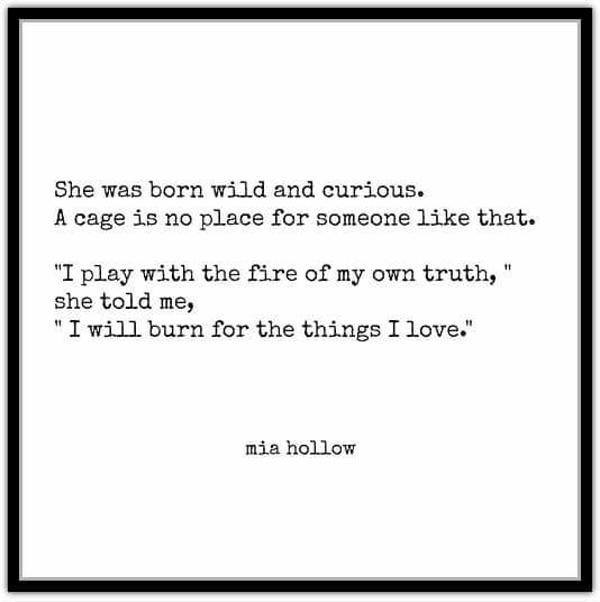 She was born wild and curious.
A cage is no place for someone like that.
"I play with the fire of my own truth, "
she told me,
" I will burn for the things I love."
mia hollow